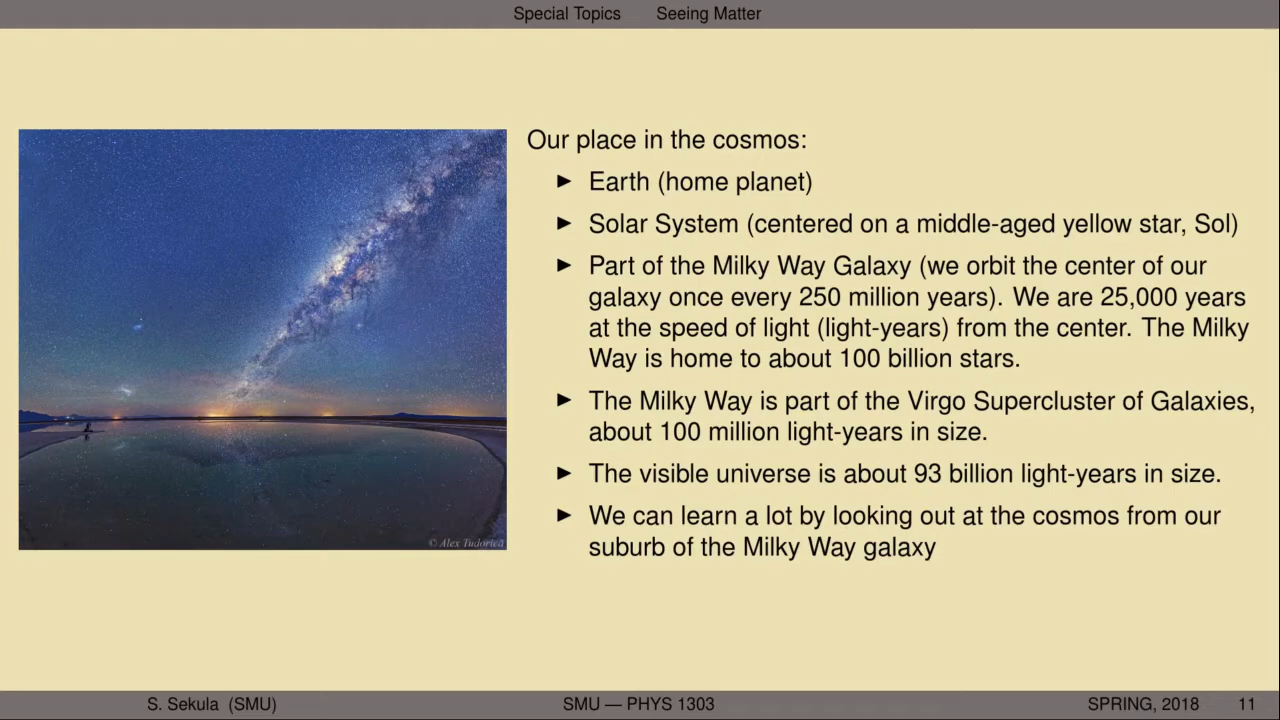 Special Topics Seeing Matter
Our place in the cosmos:
▶ Earth (home planet)
▶ Solar System (centered on a middle-aged yellow star, Sol)
▶ Part of the Milky Way Galaxy (we orbit the center of our
galaxy once every 250 million years). We are 25,000 years
at the speed of light (light-years) from the center. The Milky
Way is home to about 100 billion stars.
▶ The Milky Way is part of the Virgo Supercluster of Galaxies,
about 100 million light-years in size.
▶ The visible universe is about 93 billion light-years in size.
▶ We can learn a lot by looking out at the cosmos from our
suburb of the Milky Way galaxy
© Alex Tudorica
S. Sekula (SMU) SMU — PHYS 1303 SPRING, 2018 11